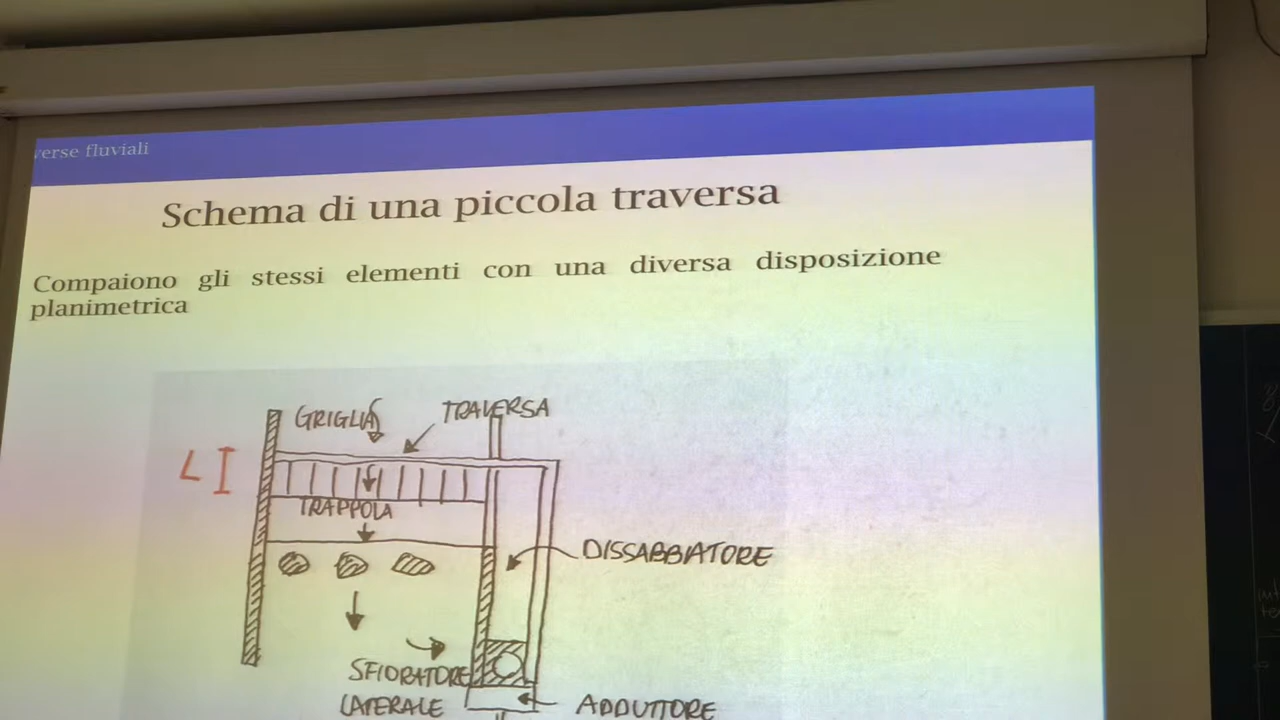 verse fluviali
Schema di una piccola traversa
Compaiono gli stessi elementi con una diversa disposizione
planimetrica
GRIGLIA
TRAVERSA
L
TRAPPOLA
DISSABBIATORE
SFIORATORE
LATERALE
ADDUTTORE